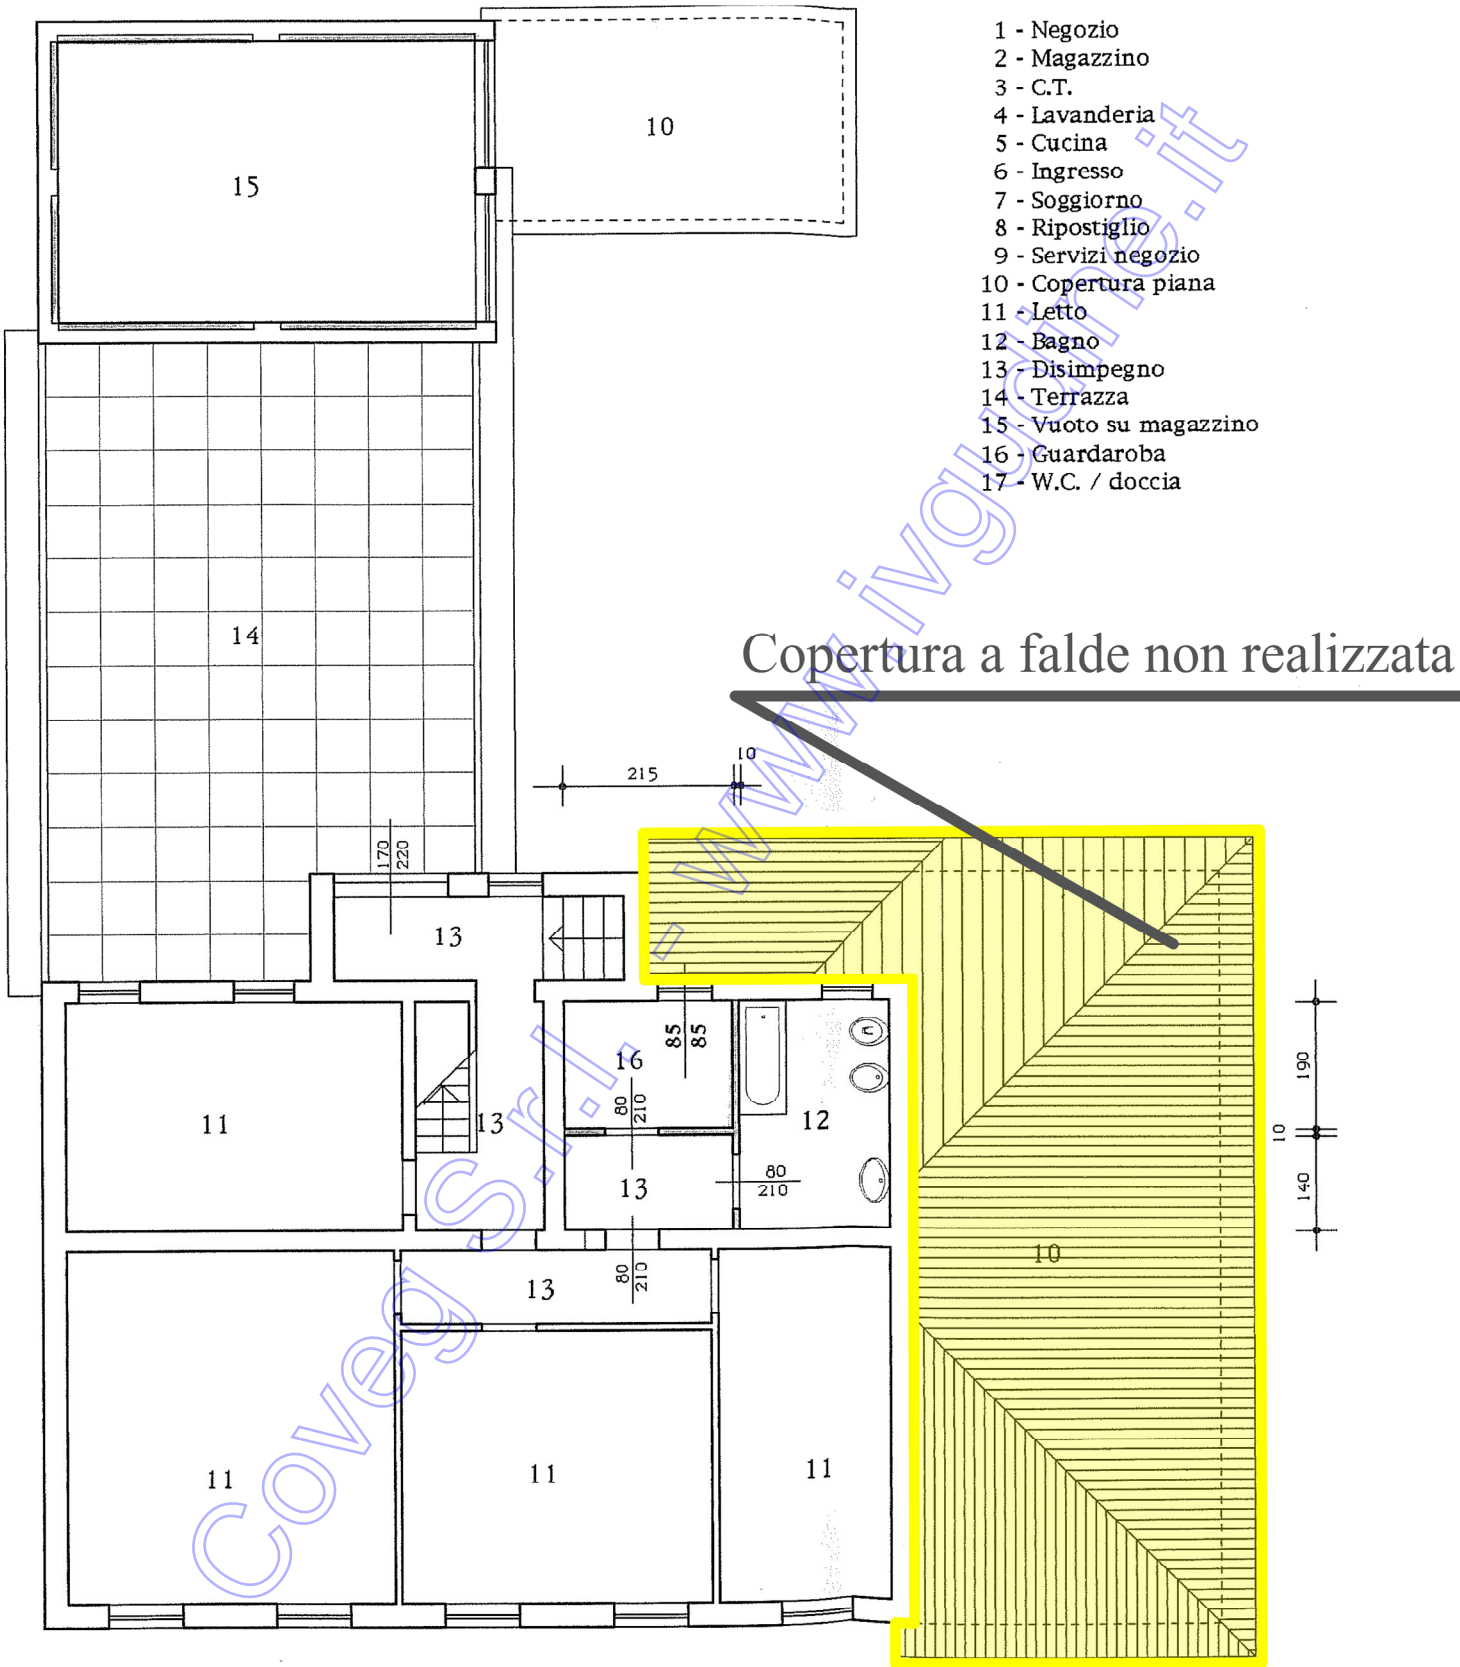 1 - Negozio
2 - Magazzino
3 - C.T.
4 - Lavanderia
5 - Cucina
6 - Ingresso
7 - Soggiorno
8 - Ripostiglio
9 - Servizi negozio
10 - Copertura piana
11 - Letto
12 - Bagno
13 - Disimpegno
14 - Terrazza
15 - Vuoto su magazzino
16 - Guardaroba
17 - W.C. / doccia
10
15
14
Copertura a falde non realizzata
215
10
170
220
13
85
85
16
80
210
11
13
12
13
80
210
190
10
140
10
13
80
210
11
11
11
Coveg S.r.l. - www.ivgudine.it